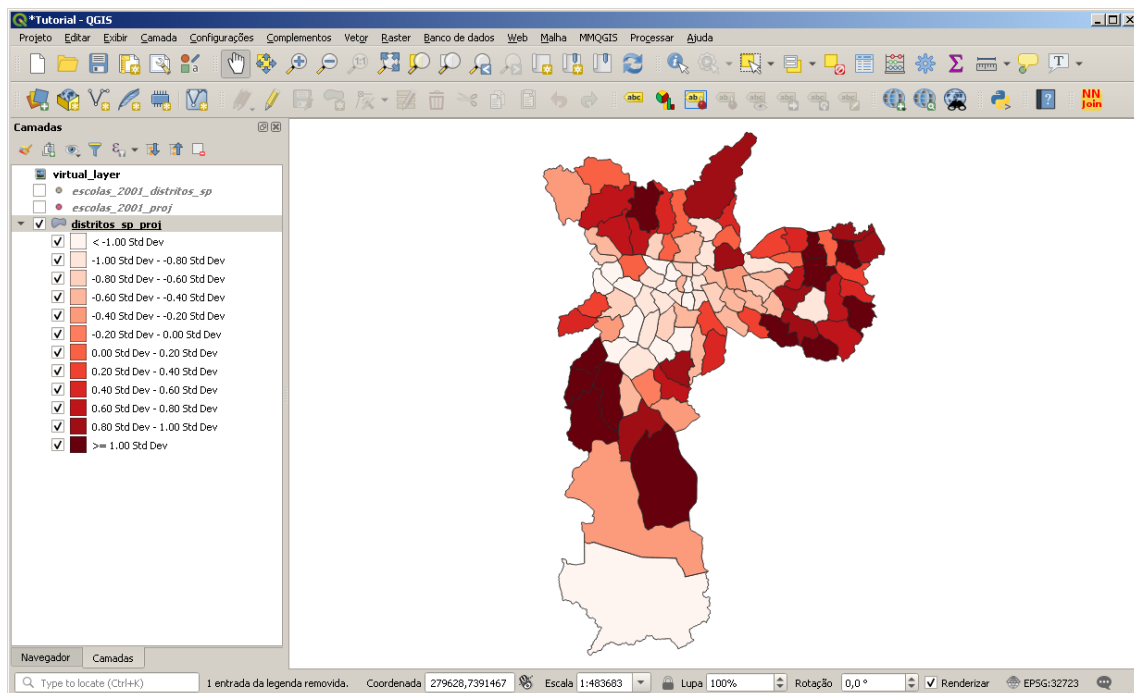 *Tutorial - QGIS
Projeto Editar Exibir Camada Configurações Complementos Vetor Raster Banco de dados Web Malha MMQGIS Processar Ajuda
abc
abc
NN
Join
Camadas
virtual_layer
escolas_2001_distritos_sp
escolas_2001_proj
distritos_sp_proj
< -1.00 Std Dev
-1.00 Std Dev - -0.80 Std Dev
-0.80 Std Dev - -0.60 Std Dev
-0.60 Std Dev - -0.40 Std Dev
-0.40 Std Dev - -0.20 Std Dev
-0.20 Std Dev - 0.00 Std Dev
0.00 Std Dev - 0.20 Std Dev
0.20 Std Dev - 0.40 Std Dev
0.40 Std Dev - 0.60 Std Dev
0.60 Std Dev - 0.80 Std Dev
0.80 Std Dev - 1.00 Std Dev
>= 1.00 Std Dev
Navegador Camadas
Type to locate (Ctrl+K) 1 entrada da legenda removida. Coordenada 279628,7391467 Escala 1:483683 Lupa 100% Rotação 0,0 ° Renderizar EPSG:32723